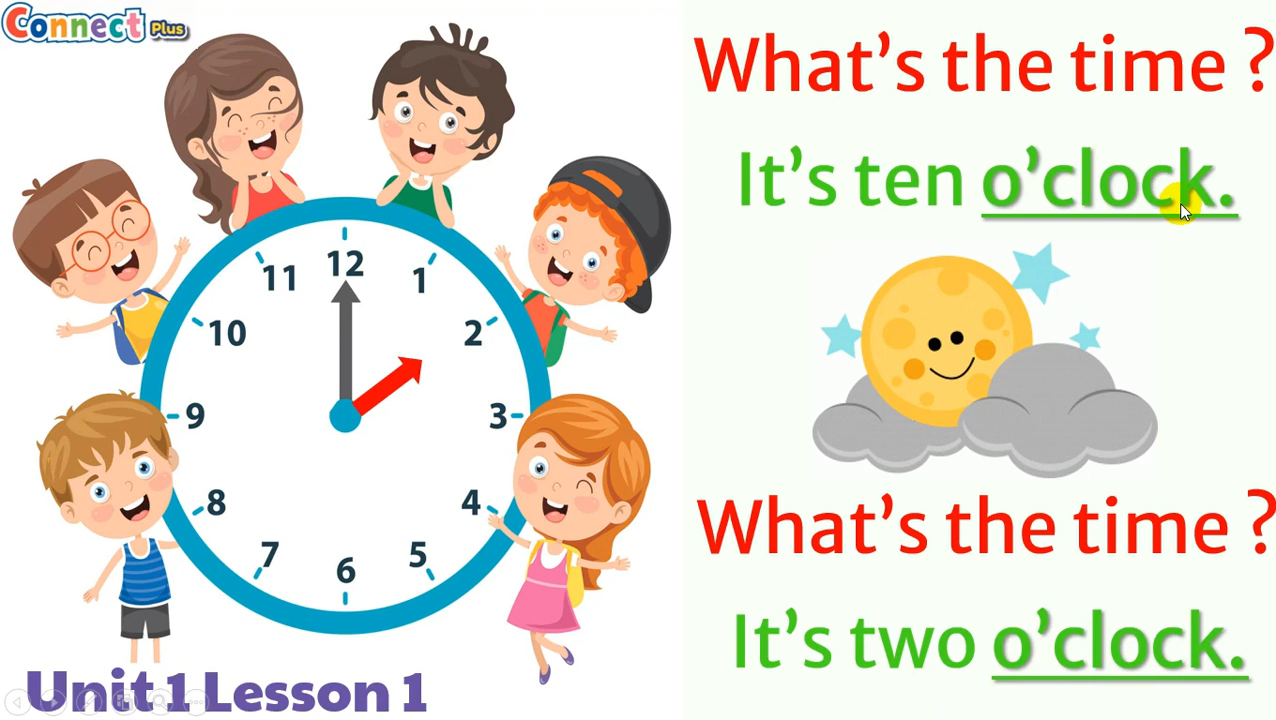 Connect Plus
What's the time ?
It's ten o'clock.
12
11
1
10
2
9
3
8
4
7
5
6
What's the time ?
It's two o'clock.
Unit 1 Lesson 1